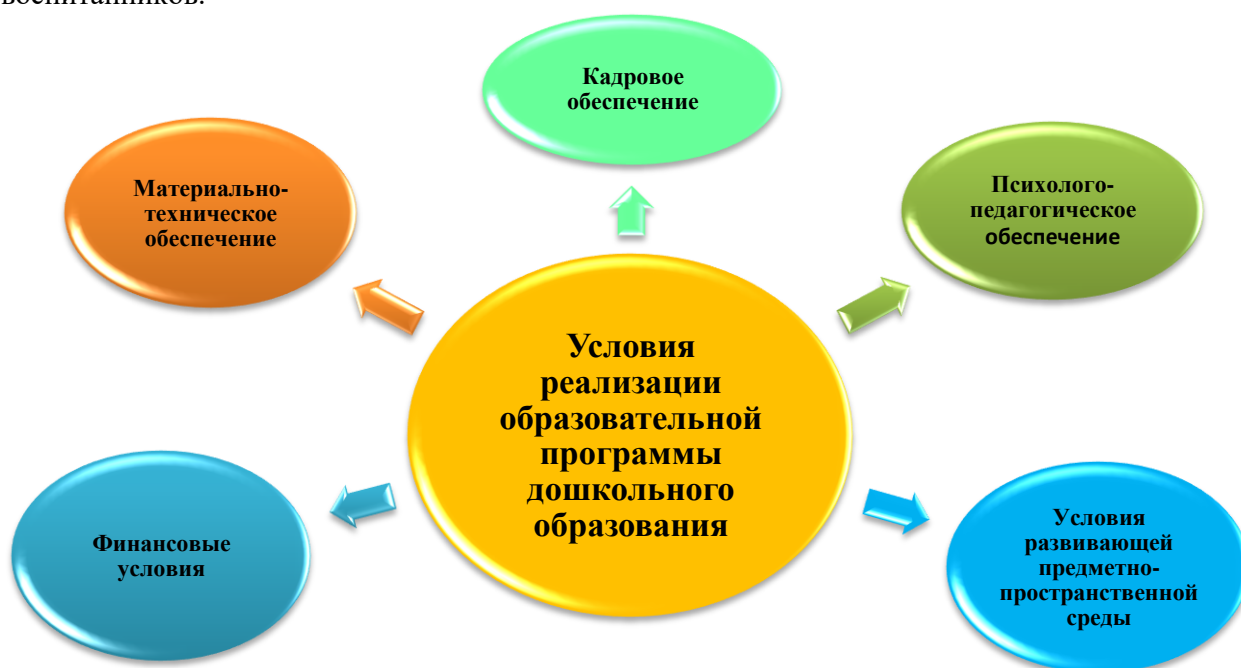 воспитанников.
Кадровое
обеспечение
Материально-
техническое
обеспечение
Психолого-
педагогическое
обеспечение
Условия
реализации
образовательной
программы
дошкольного
образования
Финансовые
условия
Условия
развивающей
предметно-
пространственной
среды